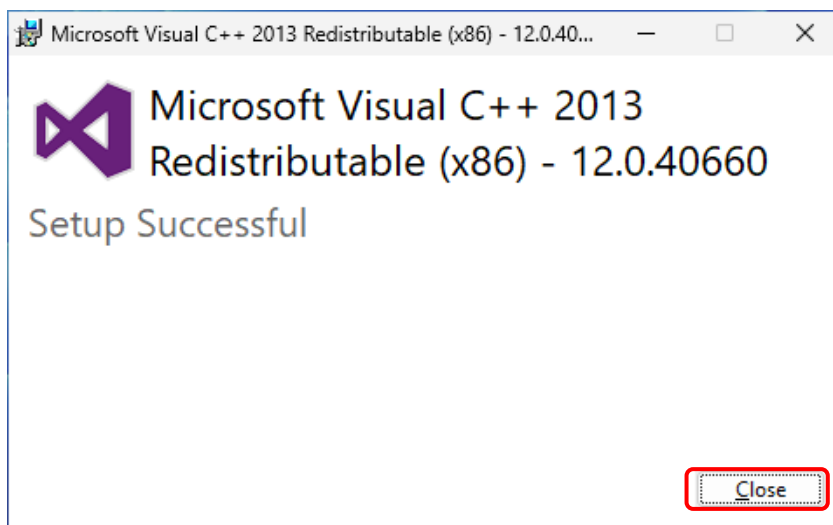 Microsoft Visual C++ 2013 Redistributable (x86) - 12.0.40...
Microsoft Visual C++ 2013
Redistributable (x86) - 12.0.40660
Setup Successful
Close